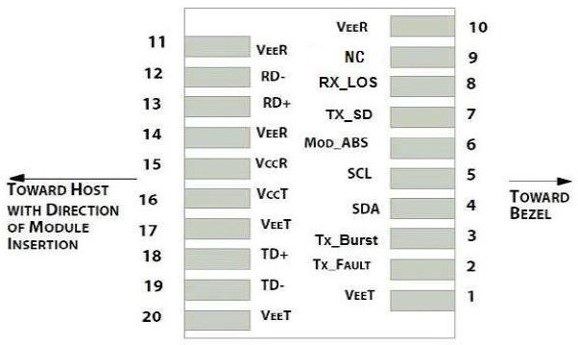 11 VEER
12 RD-
13 RD+
14 VEER
15 VCCR
16 VCCT
17 VEET
18 TD+
19 TD-
20 VEET
VEER 10
NC 9
RX_LOS 8
TX_SD 7
MOD_ABS 6
SCL 5
SDA 4
Tx_Burst 3
TX_FAULT 2
VEET 1
TOWARD HOST
WITH DIRECTION
OF MODULE
INSERTION
TOWARD
BEZEL